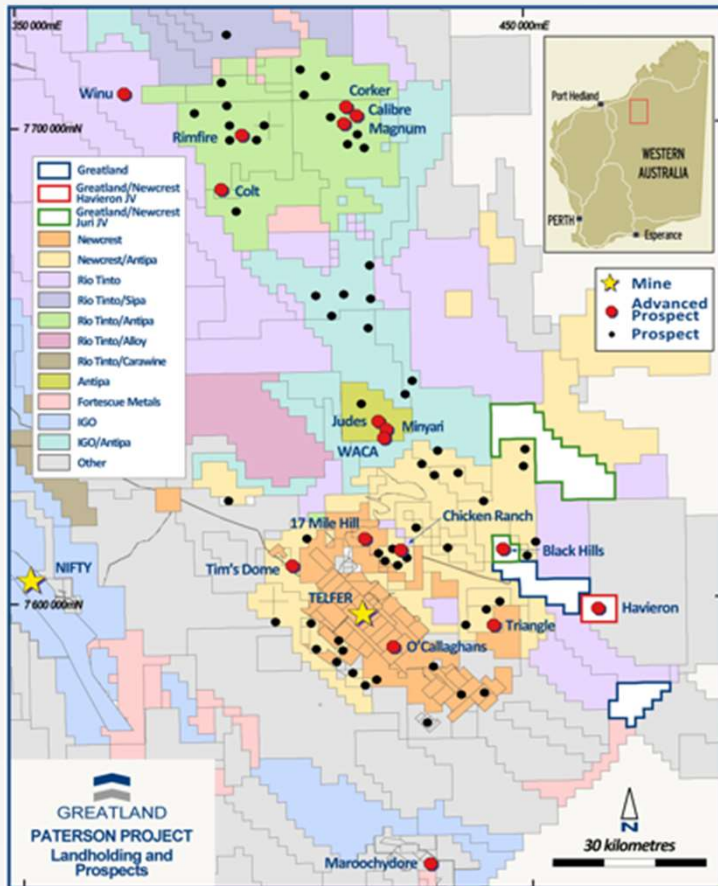 350 000mE
450 000mE
7 700 000mN
7 600 000mN
Winu
Corker
Calibre
Magnum
Rimfire
Colt
Port Hedland
WESTERN
AUSTRALIA
PERTH
Esperance
Greatland
Greatland/Newcrest
Havieron JV
Greatland/Newcrest
Juri JV
Newcrest
Newcrest/Antipa
Rio Tinto
Rio Tinto/Sipa
Rio Tinto/Antipa
Rio Tinto/Alloy
Rio Tinto/Carawine
Antipa
Fortescue Metals
IGO
IGO/Antipa
Other
Mine
Advanced
Prospect
Prospect
Judes
Minyari
WACA
17 Mile Hill
Chicken Ranch
Tim's Dome
Black Hills
NIFTY
TELFER
Havieron
Triangle
O'Callaghans
GREATLAND
PATERSON PROJECT
Landholding and
Prospects
Maroochydore
N
30 kilometres